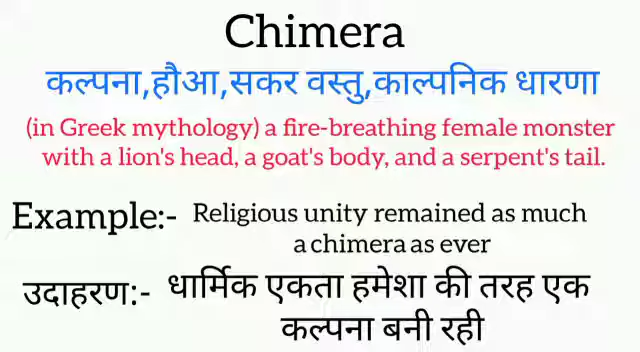 Chimera
कल्पना,हौआ,सकर वस्तु,काल्पनिक धारणा
(in Greek mythology) a fire-breathing female monster
with a lion's head, a goat's body, and a serpent's tail.
Example:- Religious unity remained as much
a chimera as ever
उदाहरण:- धार्मिक एकता हमेशा की तरह एक
कल्पना बनी रही